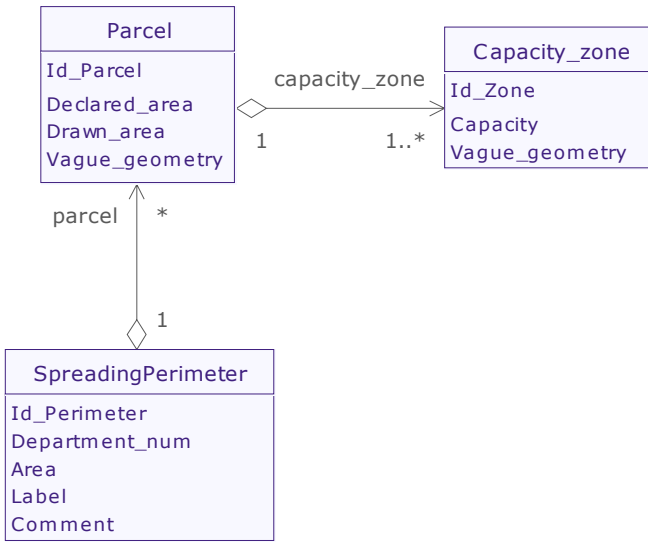 Parcel
Id_Parcel
Declared_area
Drawn_area
Vague_geometry
capacity_zone
1
1..*
Capacity_zone
Id_Zone
Capacity
Vague_geometry
parcel
*
1
SpreadingPerimeter
Id_Perimeter
Department_num
Area
Label
Comment